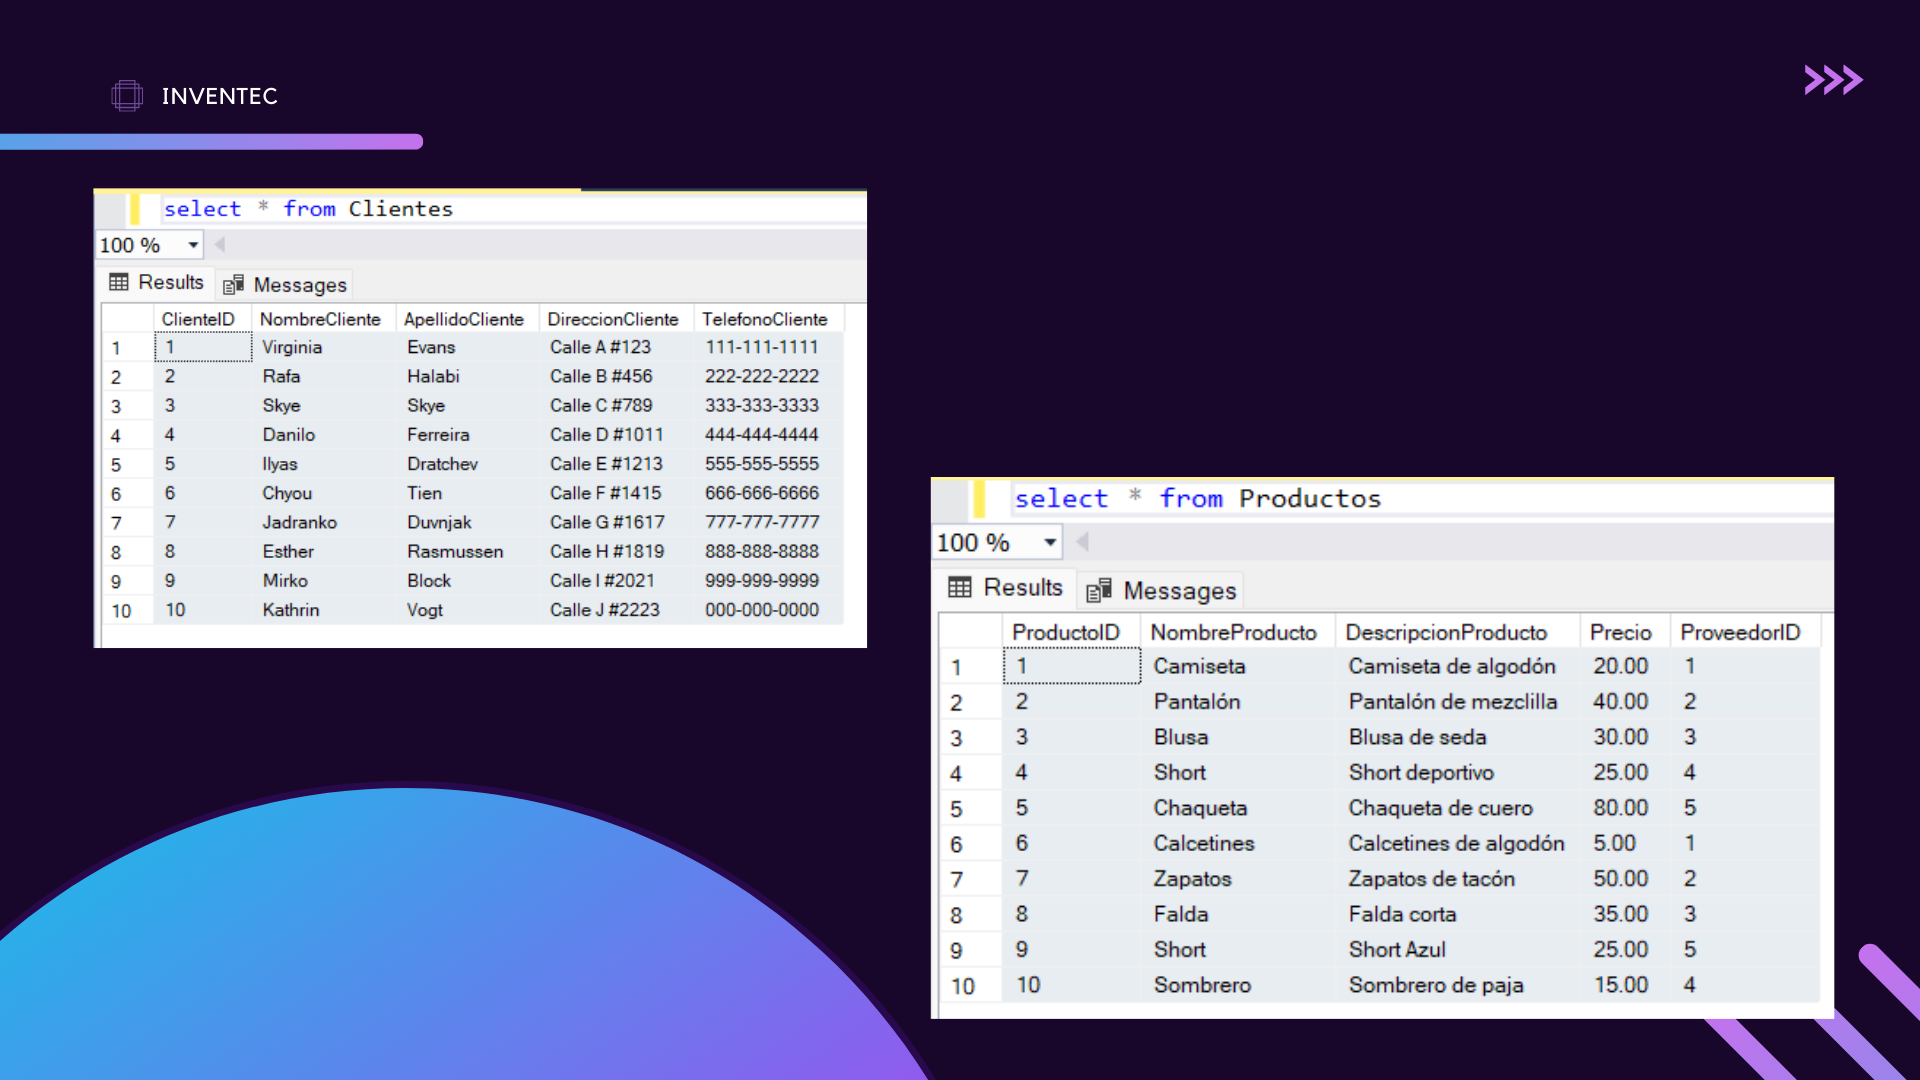 INVENTEC
select * from Clientes
100 %
Results Messages
ClienteID NombreCliente ApellidoCliente DireccionCliente TelefonoCliente
1 1 Virginia Evans Calle A #123 111-111-1111
2 2 Rafa Halabi Calle B #456 222-222-2222
3 3 Skye Skye Calle C #789 333-333-3333
4 4 Danilo Ferreira Calle D #1011 444-444-4444
5 5 Ilyas Dratchev Calle E #1213 555-555-5555
6 6 Chyou Tien Calle F #1415 666-666-6666
7 7 Jadranko Duvnjak Calle G #1617 777-777-7777
8 8 Esther Rasmussen Calle H #1819 888-888-8888
9 9 Mirko Block Calle I #2021 999-999-9999
10 10 Kathrin Vogt Calle J #2223 000-000-0000
select * from Productos
100 %
Results Messages
ProductoID NombreProducto DescripcionProducto Precio ProveedorID
1 1 Camiseta Camiseta de algodón 20.00 1
2 2 Pantalón Pantalón de mezclilla 40.00 2
3 3 Blusa Blusa de seda 30.00 3
4 4 Short Short deportivo 25.00 4
5 5 Chaqueta Chaqueta de cuero 80.00 5
6 6 Calcetines Calcetines de algodón 5.00 1
7 7 Zapatos Zapatos de tacón 50.00 2
8 8 Falda Falda corta 35.00 3
9 9 Short Short Azul 25.00 5
10 10 Sombrero Sombrero de paja 15.00 4